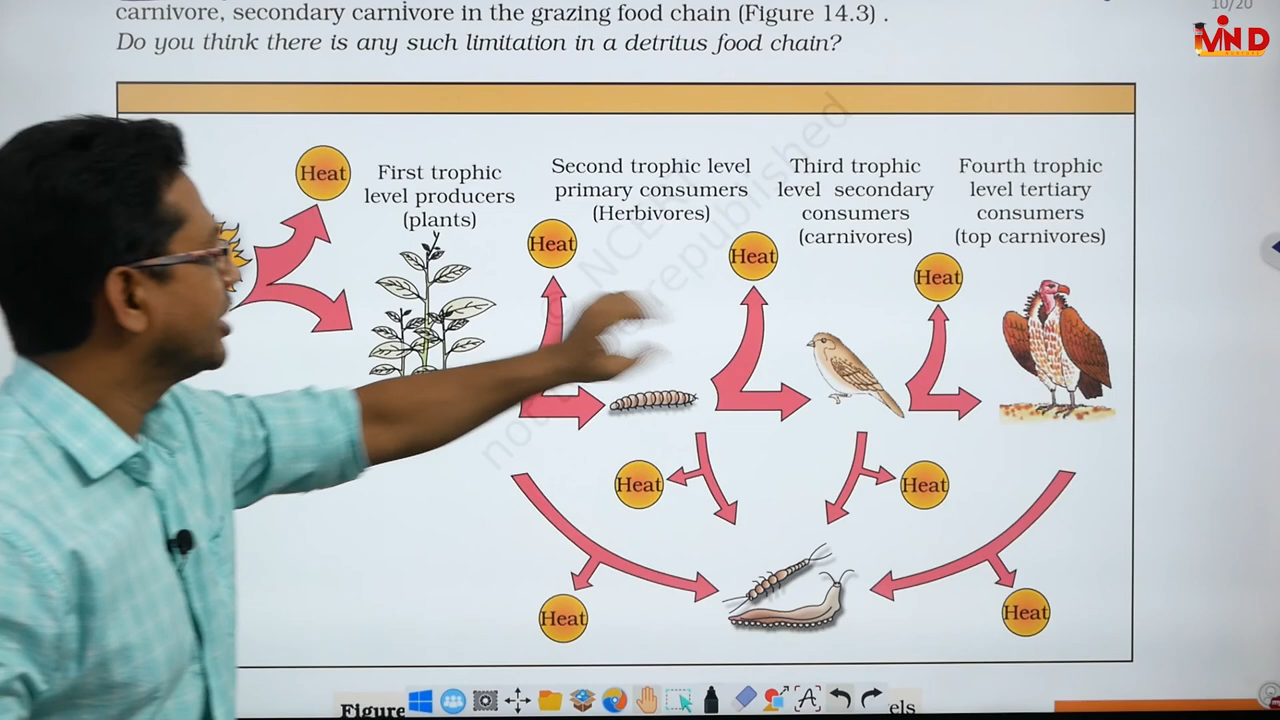 carnivore, secondary carnivore in the grazing food chain (Figure 14.3) .
Do you think there is any such limitation in a detritus food chain?
10/20
MIND
Heat
First trophic
level producers
(plants)
Second trophic level
primary consumers
(Herbivores)
Third trophic
level secondary
consumers
(carnivores)
Fourth trophic
level tertiary
consumers
(top carnivores)
Heat
Heat
Heat
Heat
Heat
Heat
Heat
republished
Figure
els